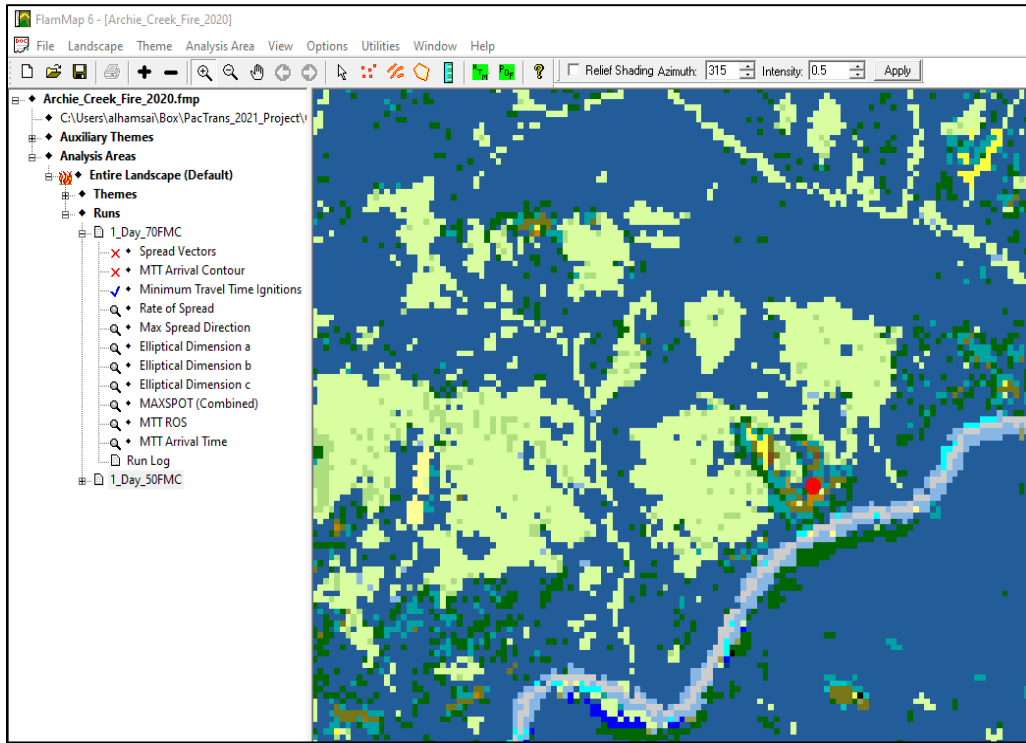 FlamMap 6 - [Archie_Creek_Fire_2020]
File Landscape Theme Analysis Area View Options Utilities Window Help
Relief Shading Azimuth: 315 Intensity: 0.5 Apply
Archie_Creek_Fire_2020.fmp
C:\Users\alhamsai\Box\PacTrans_2021_Project\
Auxiliary Themes
Analysis Areas
Entire Landscape (Default)
Themes
Runs
1_Day_70FMC
Spread Vectors
MTT Arrival Contour
Minimum Travel Time Ignitions
Rate of Spread
Max Spread Direction
Elliptical Dimension a
Elliptical Dimension b
Elliptical Dimension c
MAXSPOT (Combined)
MTT ROS
MTT Arrival Time
Run Log
1_Day_50FMC